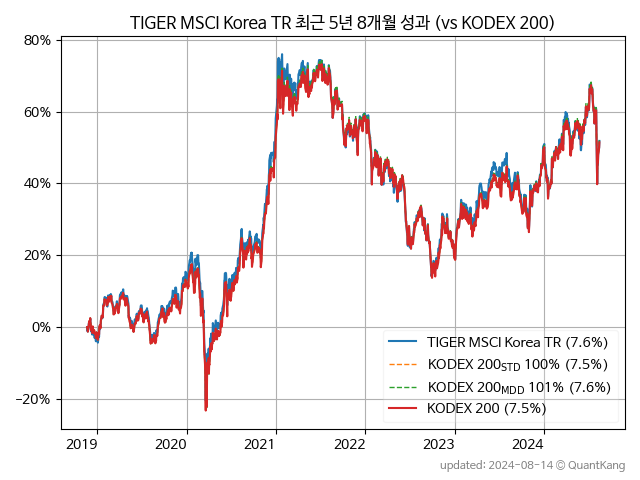 TIGER MSCI Korea TR 최근 5년 8개월 성과 (vs KODEX 200)
80%
60%
40%
20%
0%
−20%
TIGER MSCI Korea TR (7.6%)
KODEX 200STD 100% (7.5%)
KODEX 200MDD 101% (7.6%)
KODEX 200 (7.5%)
2019 2020 2021 2022 2023 2024
updated: 2024-08-14 © QuantKang